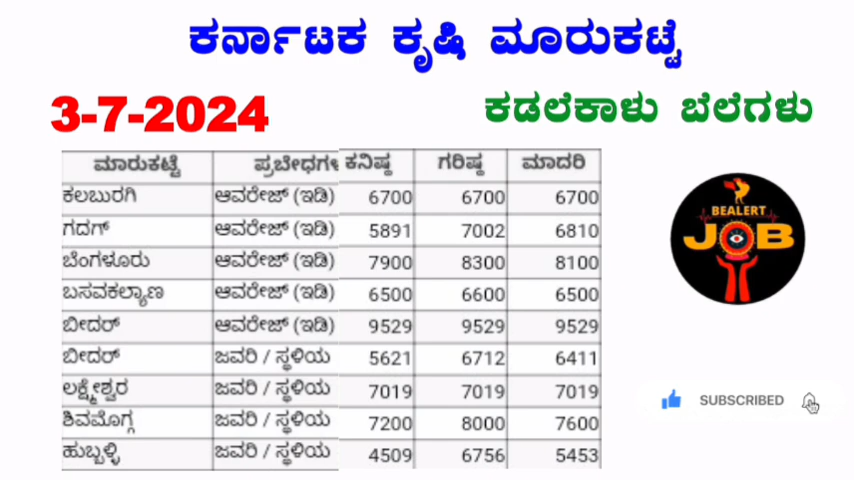 ಕರ್ನಾಟಕ ಕೃಷಿ ಮಾರುಕಟ್ಟೆ
3-7-2024 ಕಡಲೆಕಾಳು ಬೆಲೆಗಳು
ಮಾರುಕಟ್ಟೆ ಪ್ರಬೇಧಗಳ ಕನಿಷ್ಠ ಗರಿಷ್ಠ ಮಾದರಿ
ಕಲಬುರಗಿ ಆವರೇಜ್ (ಇಡಿ) 6700 6700 6700
ಗದಗ್ ಆವರೇಜ್ (ಇಡಿ) 5891 7002 6810
ಬೆಂಗಳೂರು ಆವರೇಜ್ (ಇಡಿ) 7900 8300 8100
ಬಸವಕಲ್ಯಾಣ ಆವರೇಜ್ (ಇಡಿ) 6500 6600 6500
ಬೀದರ್ ಆವರೇಜ್ (ಇಡಿ) 9529 9529 9529
ಬೀದರ್ ಜವರಿ / ಸ್ಥಳಿಯ 5621 6712 6411
ಲಕ್ಷ್ಮೇಶ್ವರ ಜವರಿ / ಸ್ಥಳಿಯ 7019 7019 7019
ಶಿವಮೊಗ್ಗ ಜವರಿ / ಸ್ಥಳಿಯ 7200 8000 7600
ಹುಬ್ಬಳ್ಳಿ ಜವರಿ / ಸ್ಥಳಿಯ 4509 6756 5453
BEALERT
JOB
SUBSCRIBED